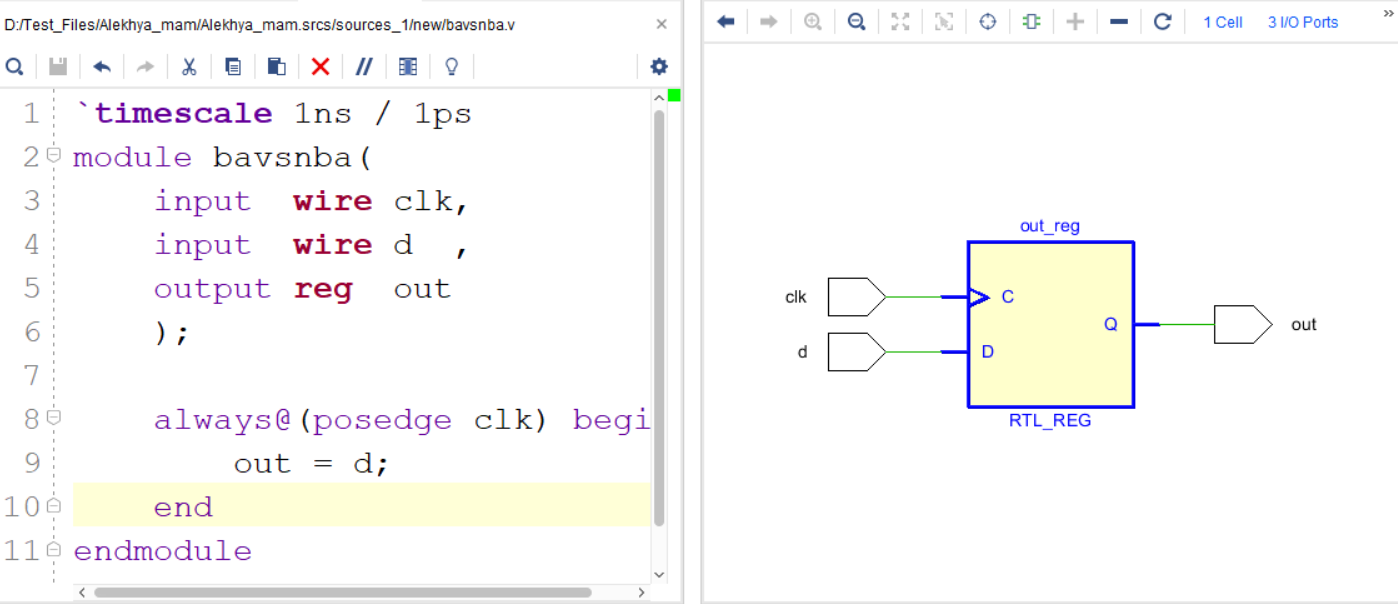 D:/Test_Files/Alekhya_mam/Alekhya_mam.srcs/sources_1/new/bavsnba.v
1 `timescale 1ns / 1ps
2 module bavsnba(
3 input wire clk,
4 input wire d ,
5 output reg out
6 );
7
8 always@(posedge clk) begi
9 out = d;
10 end
11 endmodule
1 Cell 3 I/O Ports
out_reg
clk C
Q out
d D
RTL_REG